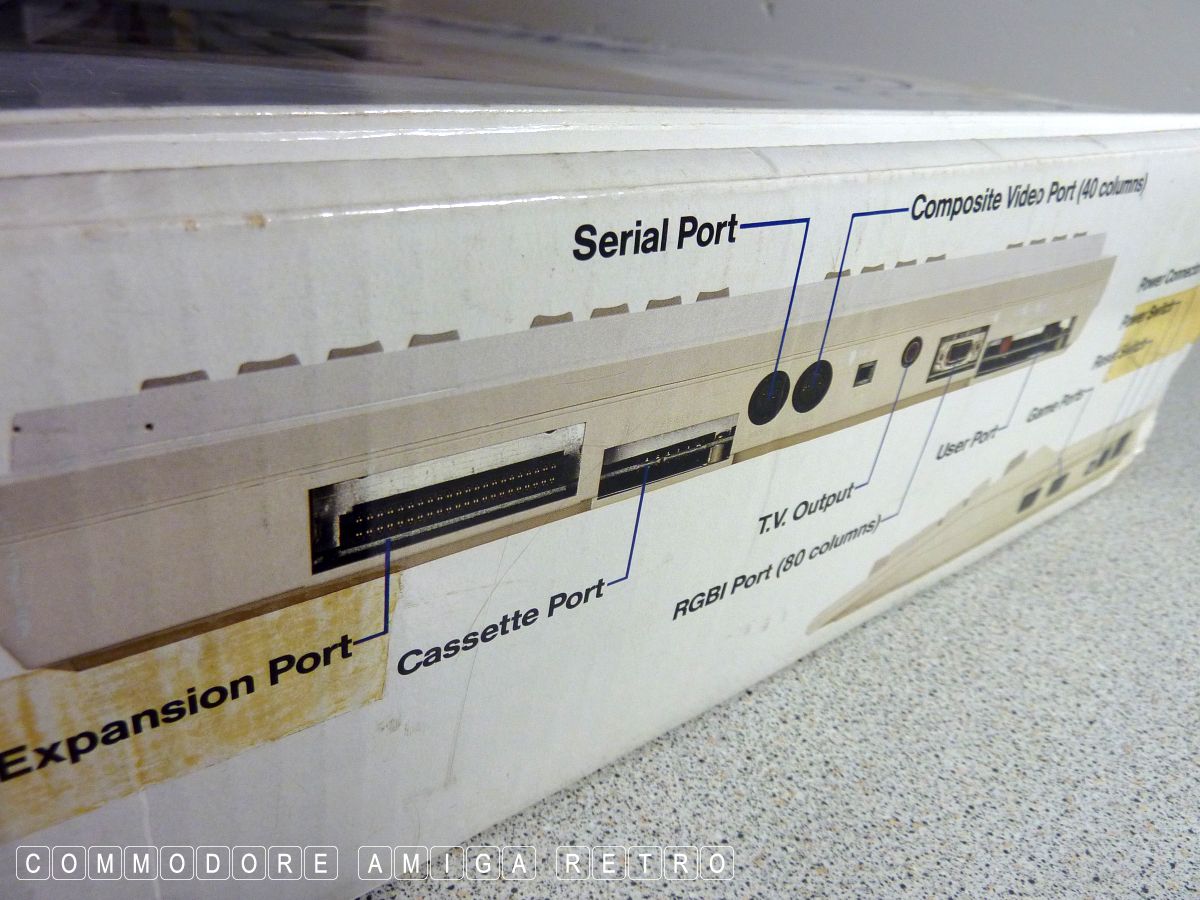 Serial Port
Composite Video Port (40 columns)
Power Connector
Power Switch
Reset Switch
Game Ports
User Port
T.V. Output
RGBI Port (80 columns)
Cassette Port
Expansion Port
COMMODORE AMIGA RETRO